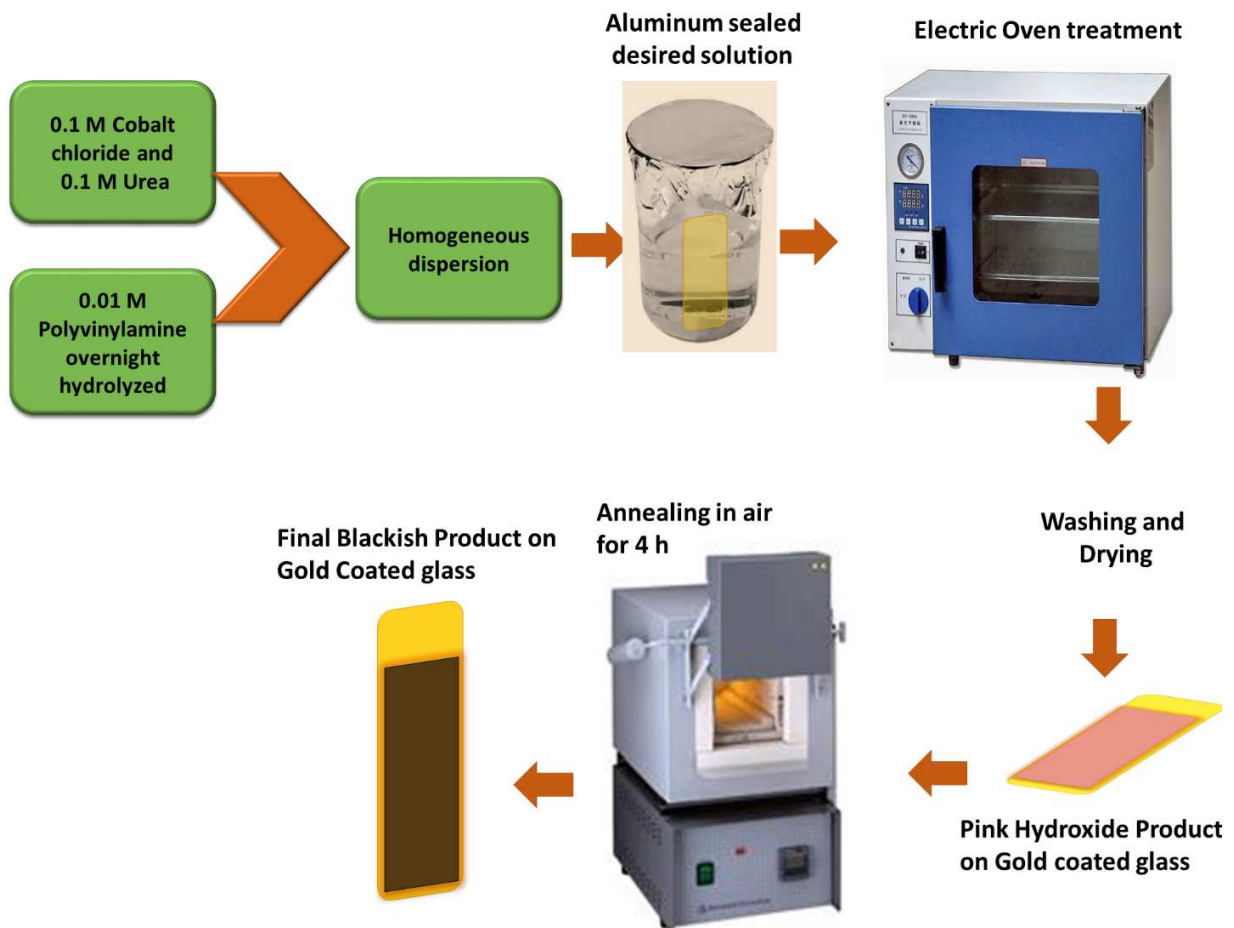 Aluminum sealed
desired solution
Electric Oven treatment
0.1 M Cobalt
chloride and
0.1 M Urea
Homogeneous
dispersion
0.01 M
Polyvinylamine
overnight
hydrolyzed
Washing and
Drying
Annealing in air
for 4 h
Final Blackish Product on
Gold Coated glass
Pink Hydroxide Product
on Gold coated glass